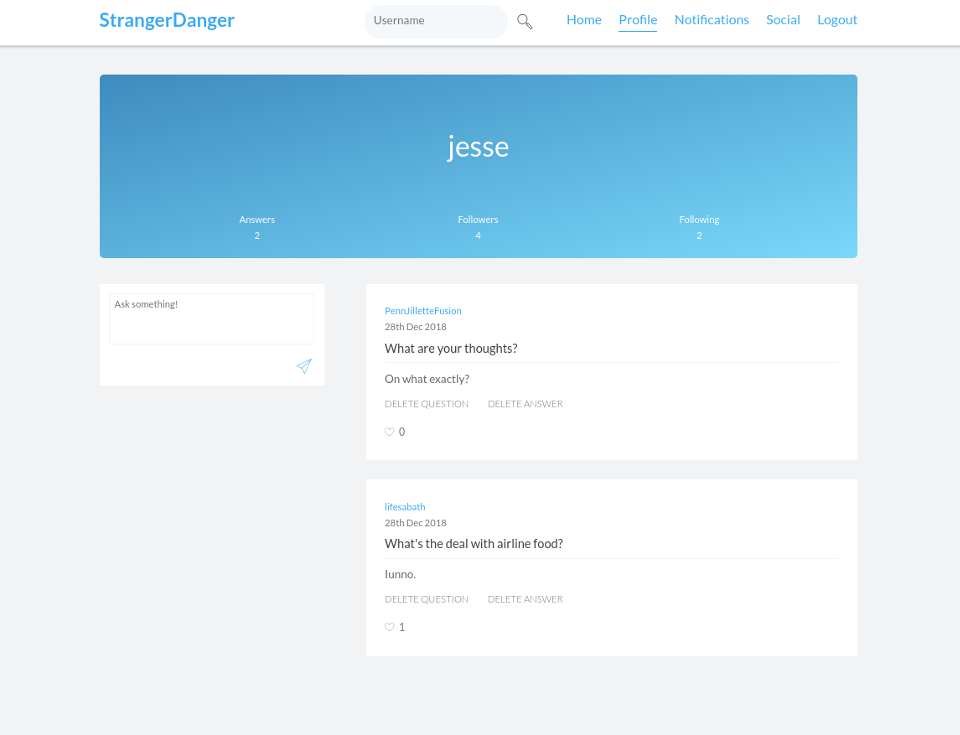 StrangerDanger
Username
Home Profile Notifications Social Logout
jesse
Answers Followers Following
2 4 2
Ask something!
PennJilletteFusion
28th Dec 2018
What are your thoughts?
On what exactly?
DELETE QUESTION DELETE ANSWER
0
lifesabath
28th Dec 2018
What's the deal with airline food?
Iunno.
DELETE QUESTION DELETE ANSWER
1